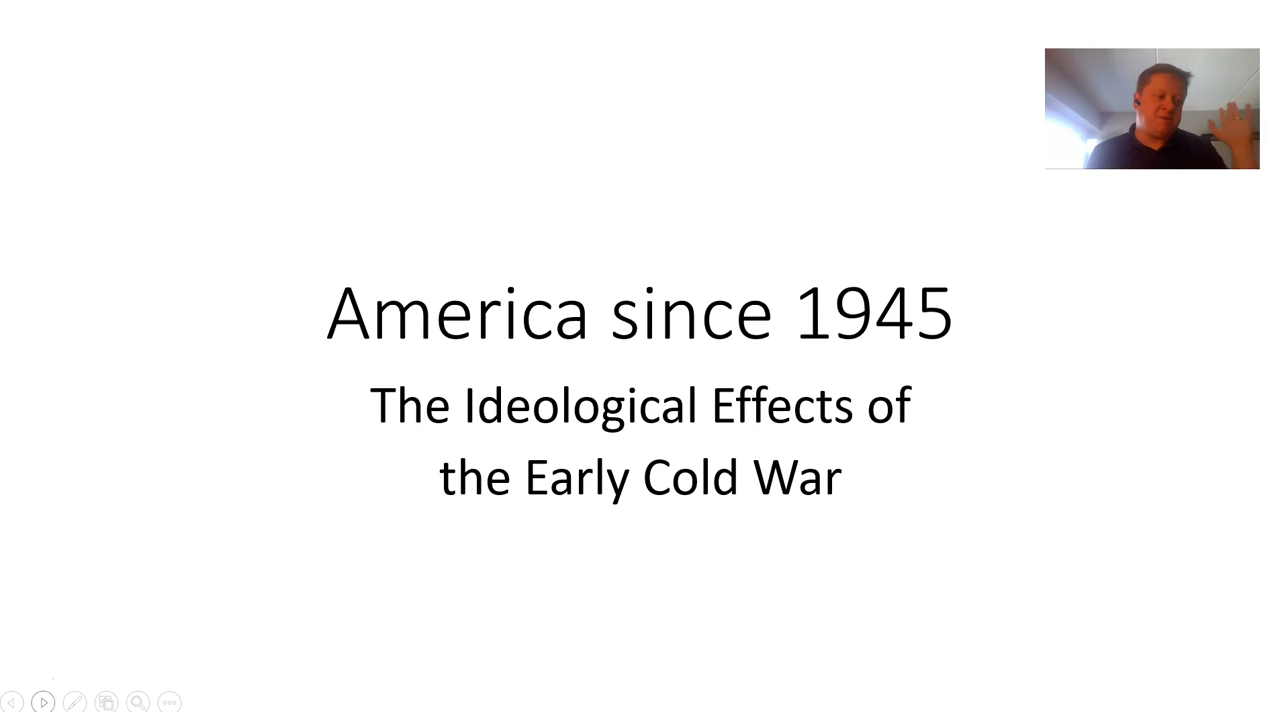 America since 1945
The Ideological Effects of
the Early Cold War